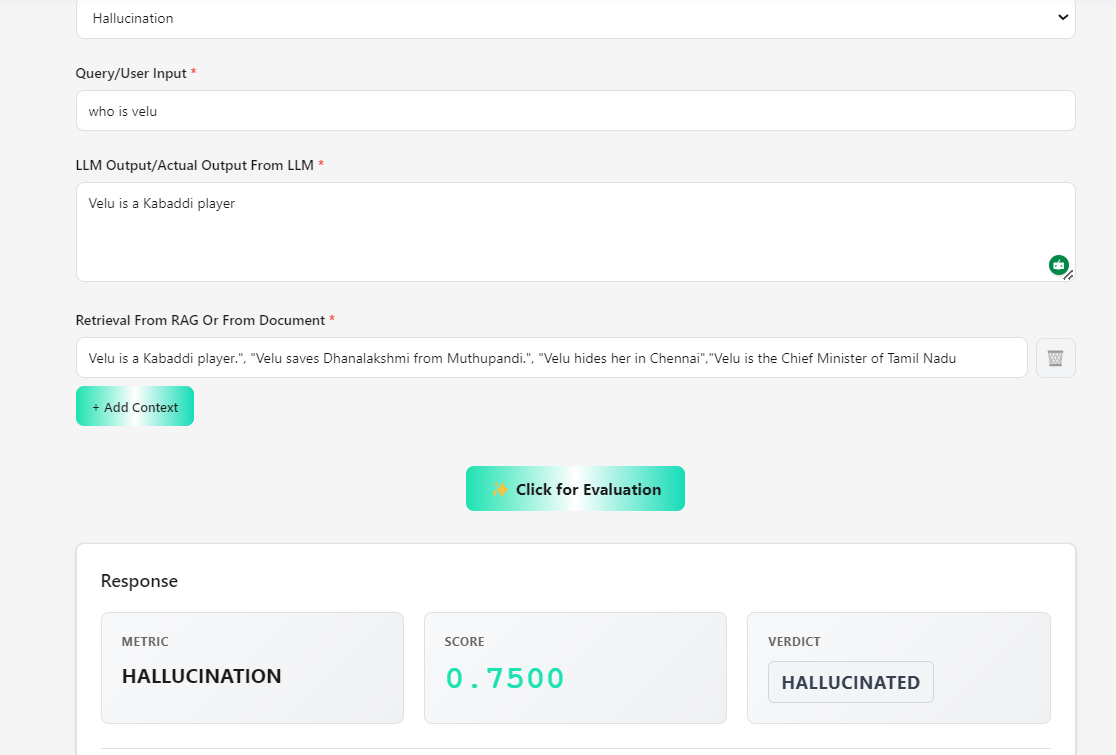 Hallucination
Query/User Input *
who is velu
LLM Output/Actual Output From LLM *
Velu is a Kabaddi player
Retrieval From RAG Or From Document *
Velu is a Kabaddi player.", "Velu saves Dhanalakshmi from Muthupandi.", "Velu hides her in Chennai","Velu is the Chief Minister of Tamil Nadu
+ Add Context
✨ Click for Evaluation
Response
METRIC
HALLUCINATION
SCORE
0.7500
VERDICT
HALLUCINATED